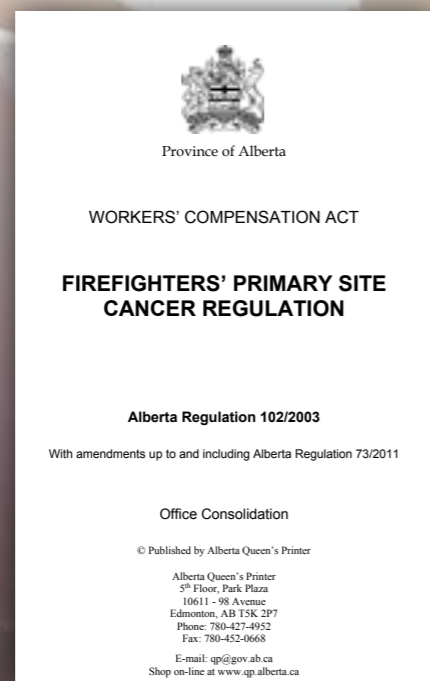 Province of Alberta
WORKERS' COMPENSATION ACT
FIREFIGHTERS' PRIMARY SITE
CANCER REGULATION
Alberta Regulation 102/2003
With amendments up to and including Alberta Regulation 73/2011
Office Consolidation
© Published by Alberta Queen's Printer
Alberta Queen's Printer
5th Floor, Park Plaza
10611 - 98 Avenue
Edmonton, AB T5K 2P7
Phone: 780-427-4952
Fax: 780-452-0668
E-mail: qp@gov.ab.ca
Shop on-line at www.qp.alberta.ca